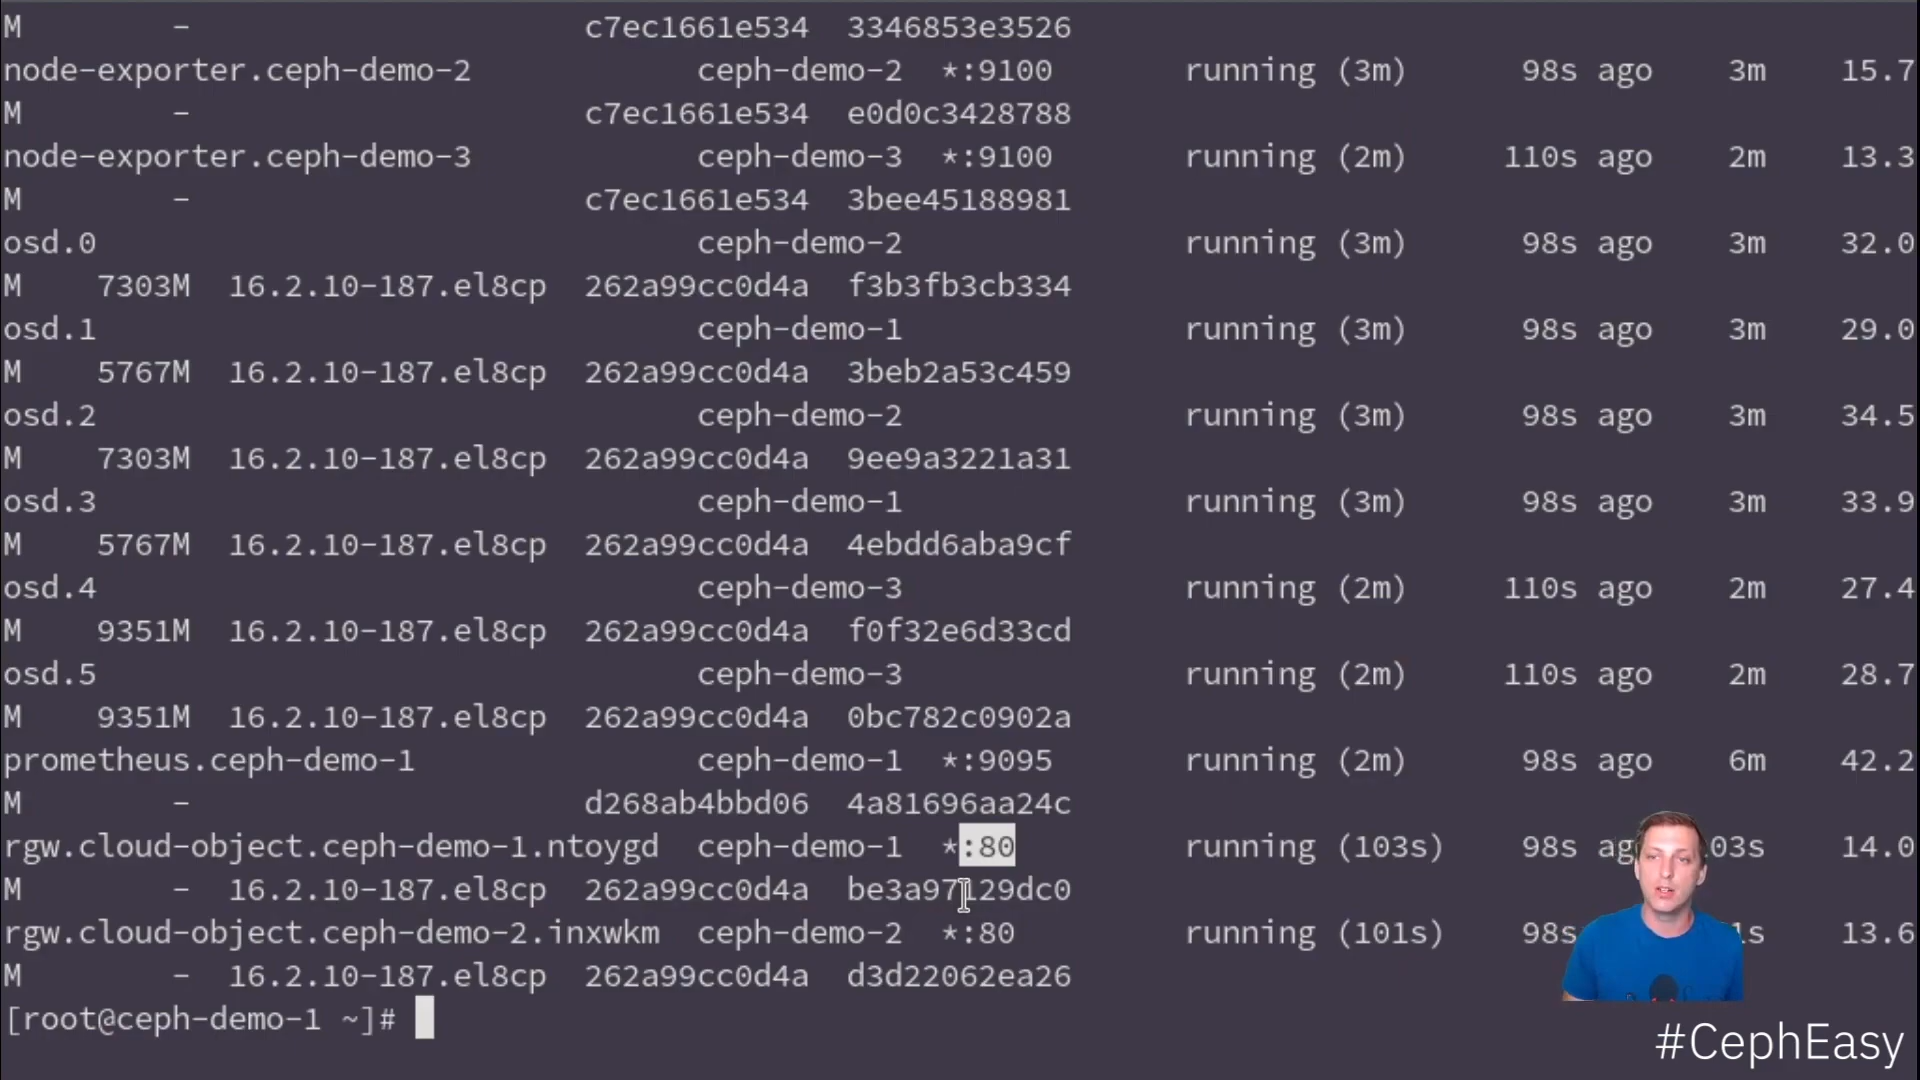 M        -                     c7ec1661e534  3346853e3526
node-exporter.ceph-demo-2            ceph-demo-2  *:9100       running (3m)      98s ago    3m    15.7
M        -                     c7ec1661e534  e0d0c3428788
node-exporter.ceph-demo-3            ceph-demo-3  *:9100       running (2m)     110s ago    2m    13.3
M        -                     c7ec1661e534  3bee45188981
osd.0                                ceph-demo-2               running (3m)      98s ago    3m    32.0
M    7303M  16.2.10-187.el8cp  262a99cc0d4a  f3b3fb3cb334
osd.1                                ceph-demo-1               running (3m)      98s ago    3m    29.0
M    5767M  16.2.10-187.el8cp  262a99cc0d4a  3beb2a53c459
osd.2                                ceph-demo-2               running (3m)      98s ago    3m    34.5
M    7303M  16.2.10-187.el8cp  262a99cc0d4a  9ee9a3221a31
osd.3                                ceph-demo-1               running (3m)      98s ago    3m    33.9
M    5767M  16.2.10-187.el8cp  262a99cc0d4a  4ebdd6aba9cf
osd.4                                ceph-demo-3               running (2m)     110s ago    2m    27.4
M    9351M  16.2.10-187.el8cp  262a99cc0d4a  f0f32e6d33cd
osd.5                                ceph-demo-3               running (2m)     110s ago    2m    28.7
M    9351M  16.2.10-187.el8cp  262a99cc0d4a  0bc782c0902a
prometheus.ceph-demo-1               ceph-demo-1  *:9095       running (2m)      98s ago    6m    42.2
M        -                     d268ab4bbd06  4a81696aa24c
rgw.cloud-object.ceph-demo-1.ntoygd  ceph-demo-1  *:80         running (103s)    98s 14.0
M        -  16.2.10-187.el8cp  262a99cc0d4a  be3a97129dc0
rgw.cloud-object.ceph-demo-2.inxwkm  ceph-demo-2  *:80         running (101s)    98s 13.6
M        -  16.2.10-187.el8cp  262a99cc0d4a  d3d22062ea26
[root@ceph-demo-1 ~]#
#CephEasy